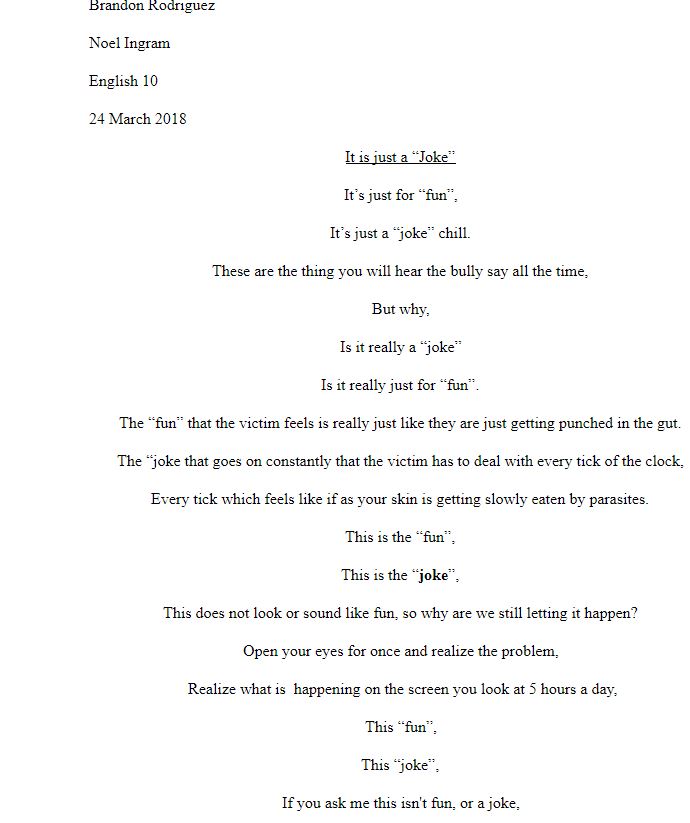 Brandon Rodriguez
Noel Ingram
English 10
24 March 2018
It is just a “Joke”
It’s just for “fun”,
It’s just a “joke” chill.
These are the thing you will hear the bully say all the time,
But why,
Is it really a “joke”
Is it really just for “fun”.
The “fun” that the victim feels is really just like they are just getting punched in the gut.
The “joke that goes on constantly that the victim has to deal with every tick of the clock,
Every tick which feels like if as your skin is getting slowly eaten by parasites.
This is the “fun”,
This is the “joke”,
This does not look or sound like fun, so why are we still letting it happen?
Open your eyes for once and realize the problem,
Realize what is  happening on the screen you look at 5 hours a day,
This “fun”,
This “joke”,
If you ask me this isn't fun, or a joke,